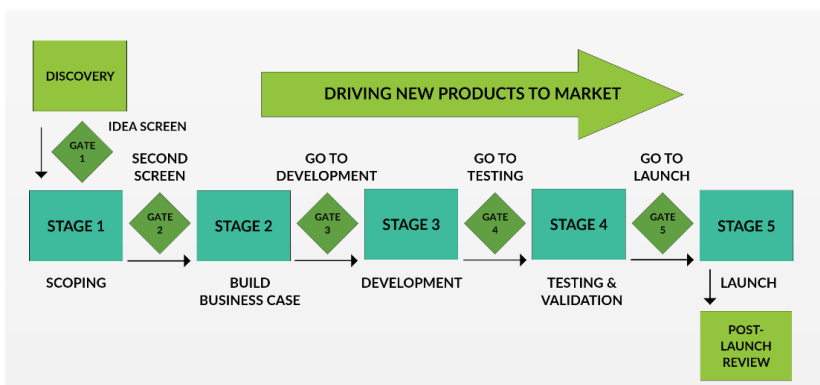 DISCOVERY
DRIVING NEW PRODUCTS TO MARKET
IDEA SCREEN
GATE
1
SECOND
SCREEN
GO TO
DEVELOPMENT
GO TO
TESTING
GO TO
LAUNCH
STAGE 1
GATE
2
STAGE 2
GATE
3
STAGE 3
GATE
4
STAGE 4
GATE
5
STAGE 5
SCOPING
BUILD
BUSINESS CASE
DEVELOPMENT
TESTING &
VALIDATION
LAUNCH
POST-
LAUNCH
REVIEW